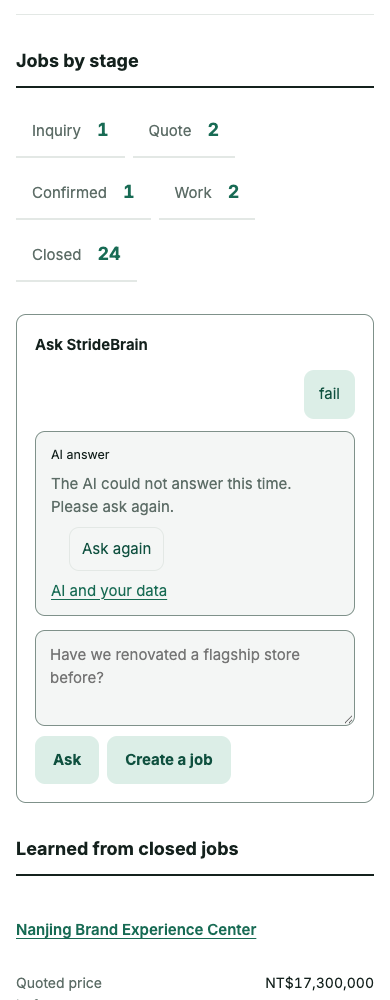 Jobs by stage
Inquiry 1 Quote 2
Confirmed 1 Work 2
Closed 24
Ask StrideBrain
fail
AI answer
The AI could not answer this time.
Please ask again.
Ask again
AI and your data
Have we renovated a flagship store
before?
Ask Create a job
Learned from closed jobs
Nanjing Brand Experience Center
Quoted price NT$17,300,000